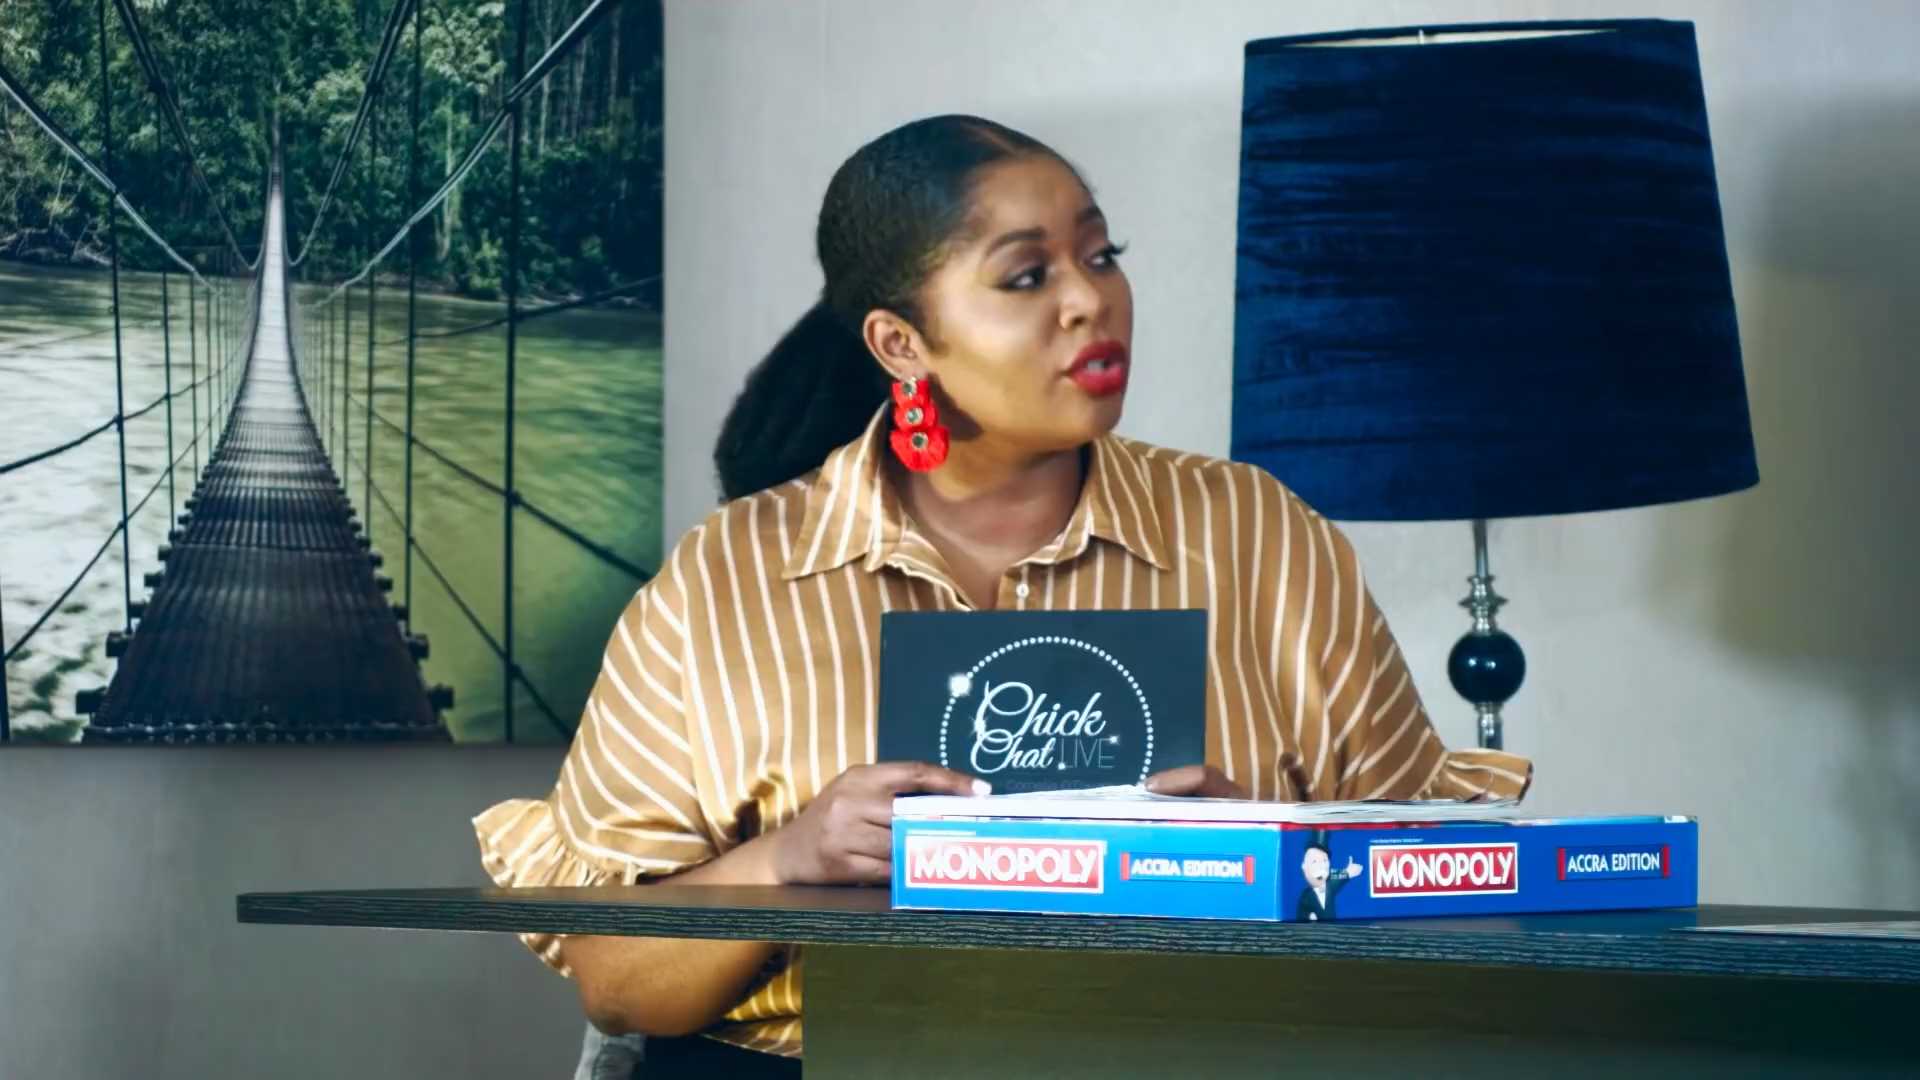 Chick
Chat LIVE
MONOPOLY
ACCRA EDITION
MONOPOLY
ACCRA EDITION